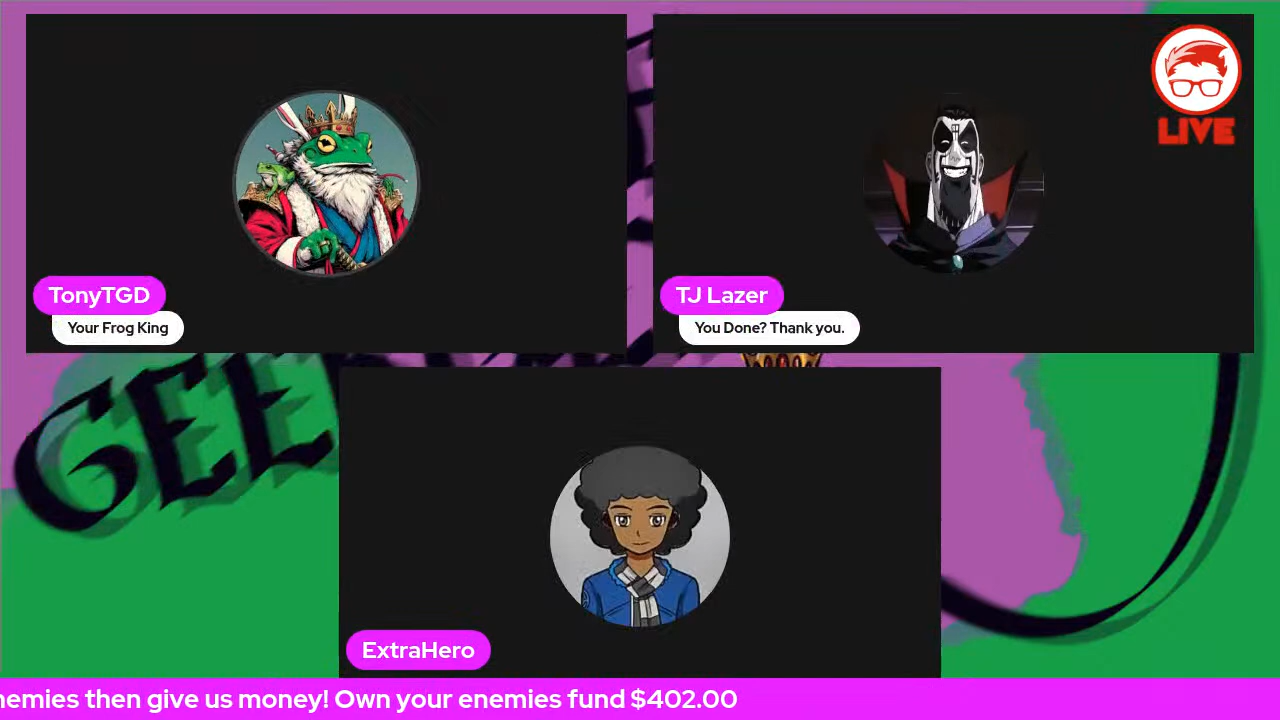 LIVE
TonyTGD
Your Frog King
TJ Lazer
You Done? Thank you.
GEE
ExtraHero
nemies then give us money! Own your enemies fund $402.00